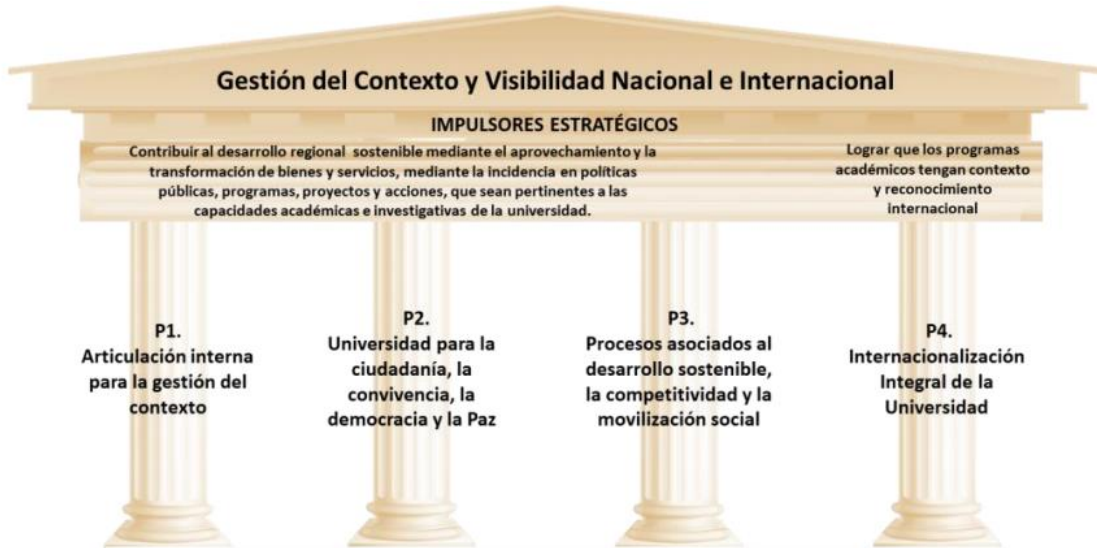 Gestión del Contexto y Visibilidad Nacional e Internacional
IMPULSORES ESTRATÉGICOS
Contribuir al desarrollo regional sostenible mediante el aprovechamiento y la
transformación de bienes y servicios, mediante la incidencia en políticas
públicas, programas, proyectos y acciones, que sean pertinentes a las
capacidades académicas e investigativas de la universidad.
Lograr que los programas
académicos tengan contexto
y reconocimiento
internacional
P1.
Articulación interna
para la gestión del
contexto
P2.
Universidad para la
ciudadanía, la
convivencia, la
democracia y la Paz
P3.
Procesos asociados al
desarrollo sostenible,
la competitividad y la
movilización social
P4.
Internacionalización
Integral de la
Universidad